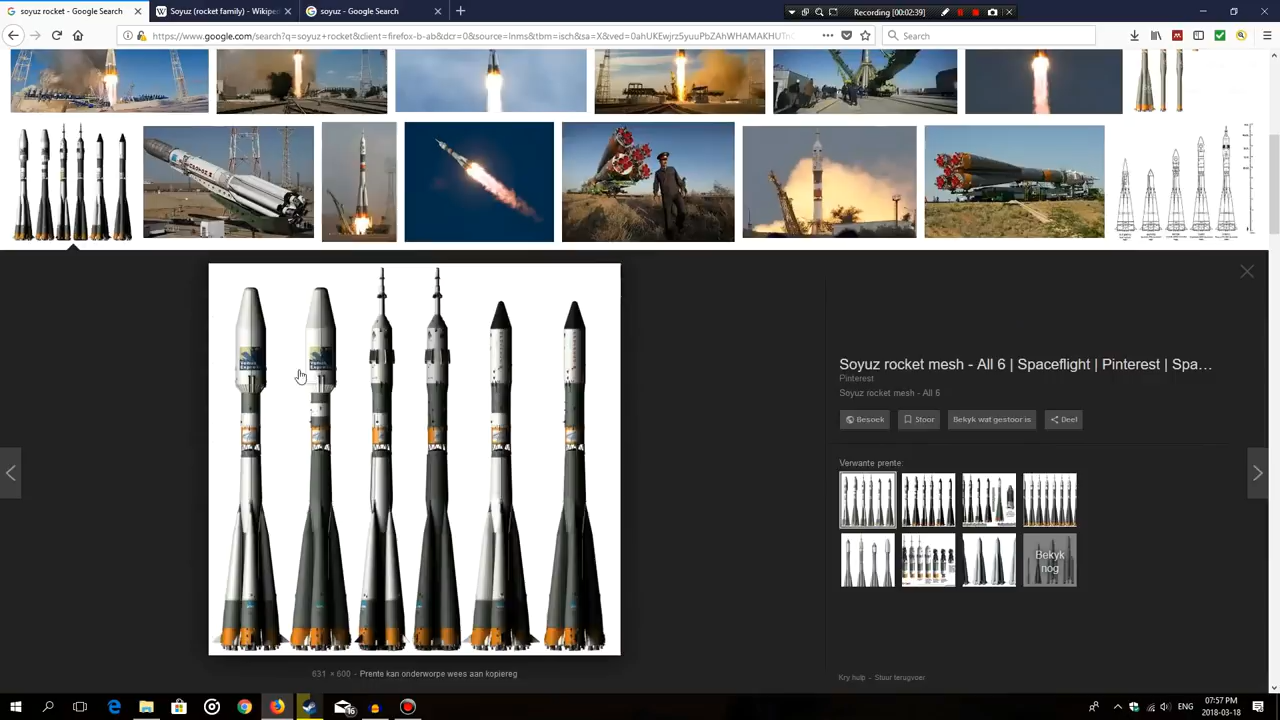 soyuz rocket - Google Search
Soyuz (rocket family) - Wikipe
soyuz - Google Search
Recording [00:02:39]
https://www.google.com/search?q=soyuz+rocket&client=firefox-b-ab&dcr=0&source=lnms&tbm=isch&sa=X&ved=0ahUKEwjrz5yuuPbZAhWHAMAKHUTnC
Search
Soyuz rocket mesh - All 6 | Spaceflight | Pinterest | Spa...
Pinterest
Soyuz rocket mesh - All 6
Besoek
Stoor
Bekyk wat gestoor is
Deel
Verwante prente:
Bekyk
nog
631 × 600 - Prente kan onderworpe wees aan kopiereg
Kry hulp - Stuur terugvoer
16
ENG
07:57 PM
2018-03-18